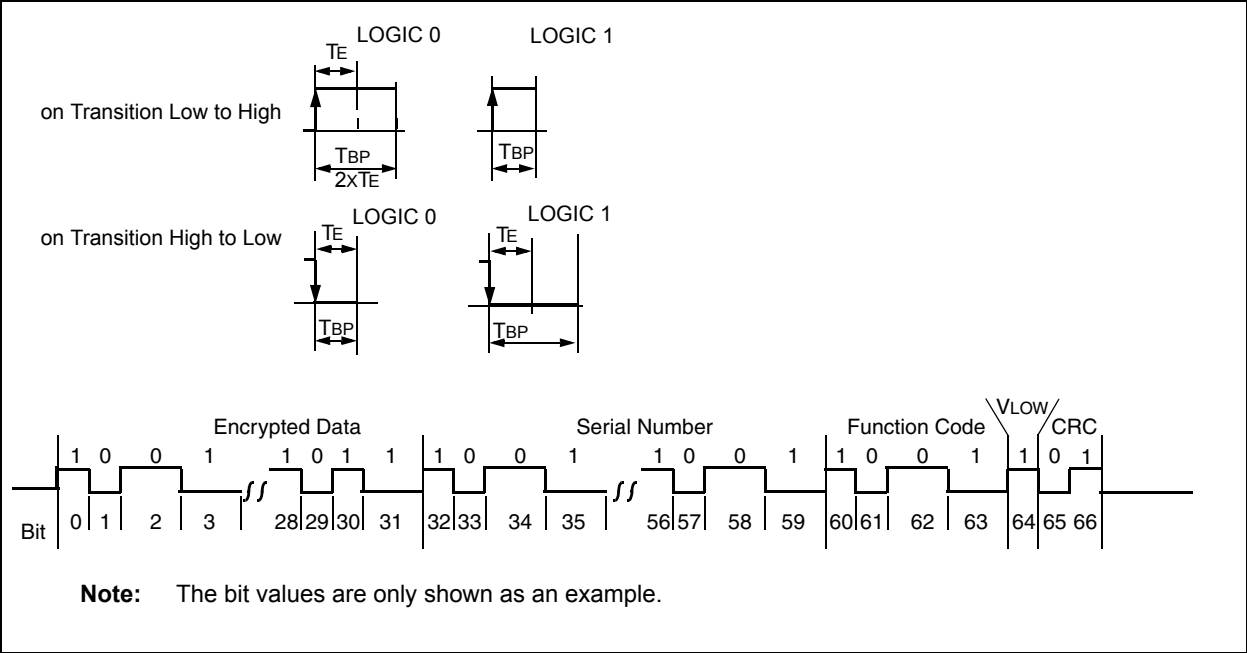 LOGIC 0 LOGIC 1
TE
on Transition Low to High
TBP TBP
2XTE
LOGIC 0 LOGIC 1
on Transition High to Low TE TE
TBP TBP
VLOW
Encrypted Data Serial Number Function Code CRC
1 0 0 1 1 0 1 1 1 0 0 1 1 0 0 1 1 0 0 1 1 0 1
Bit 0 1 2 3 28 29 30 31 32 33 34 35 56 57 58 59 60 61 62 63 64 65 66
Note: The bit values are only shown as an example.